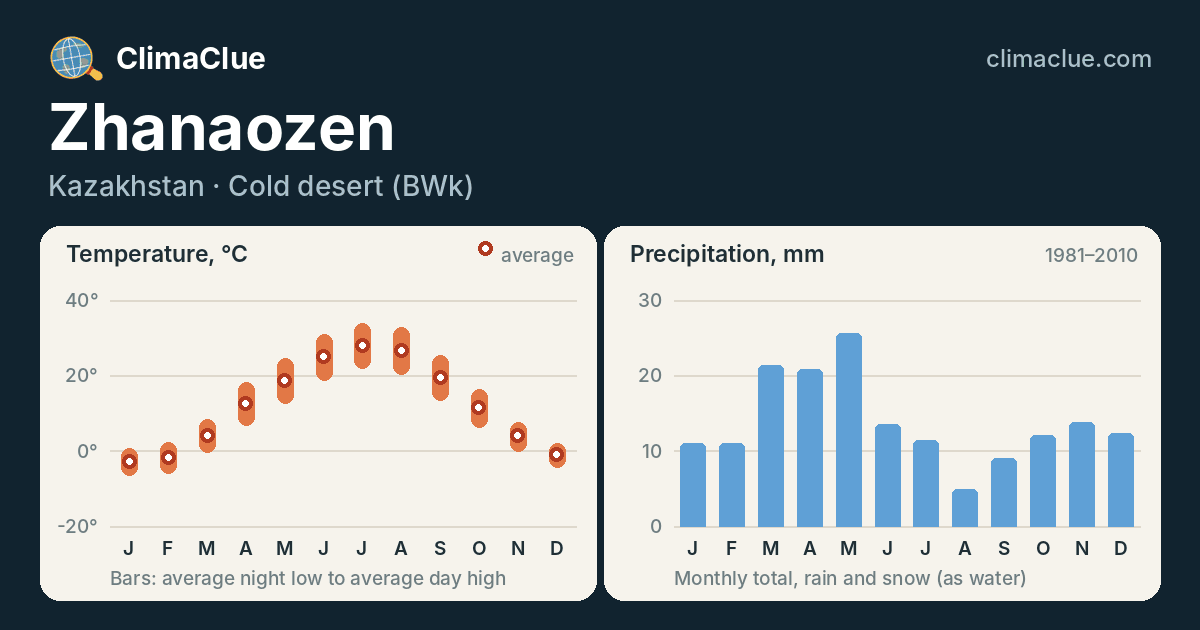 ClimaClue
climaclue.com
Zhanaozen
Kazakhstan · Cold desert (BWk)
Temperature, °C
average
40°
20°
0°
-20°
J F M A M J J A S O N D
Bars: average night low to average day high
Precipitation, mm
1981–2010
30
20
10
0
J F M A M J J A S O N D
Monthly total, rain and snow (as water)